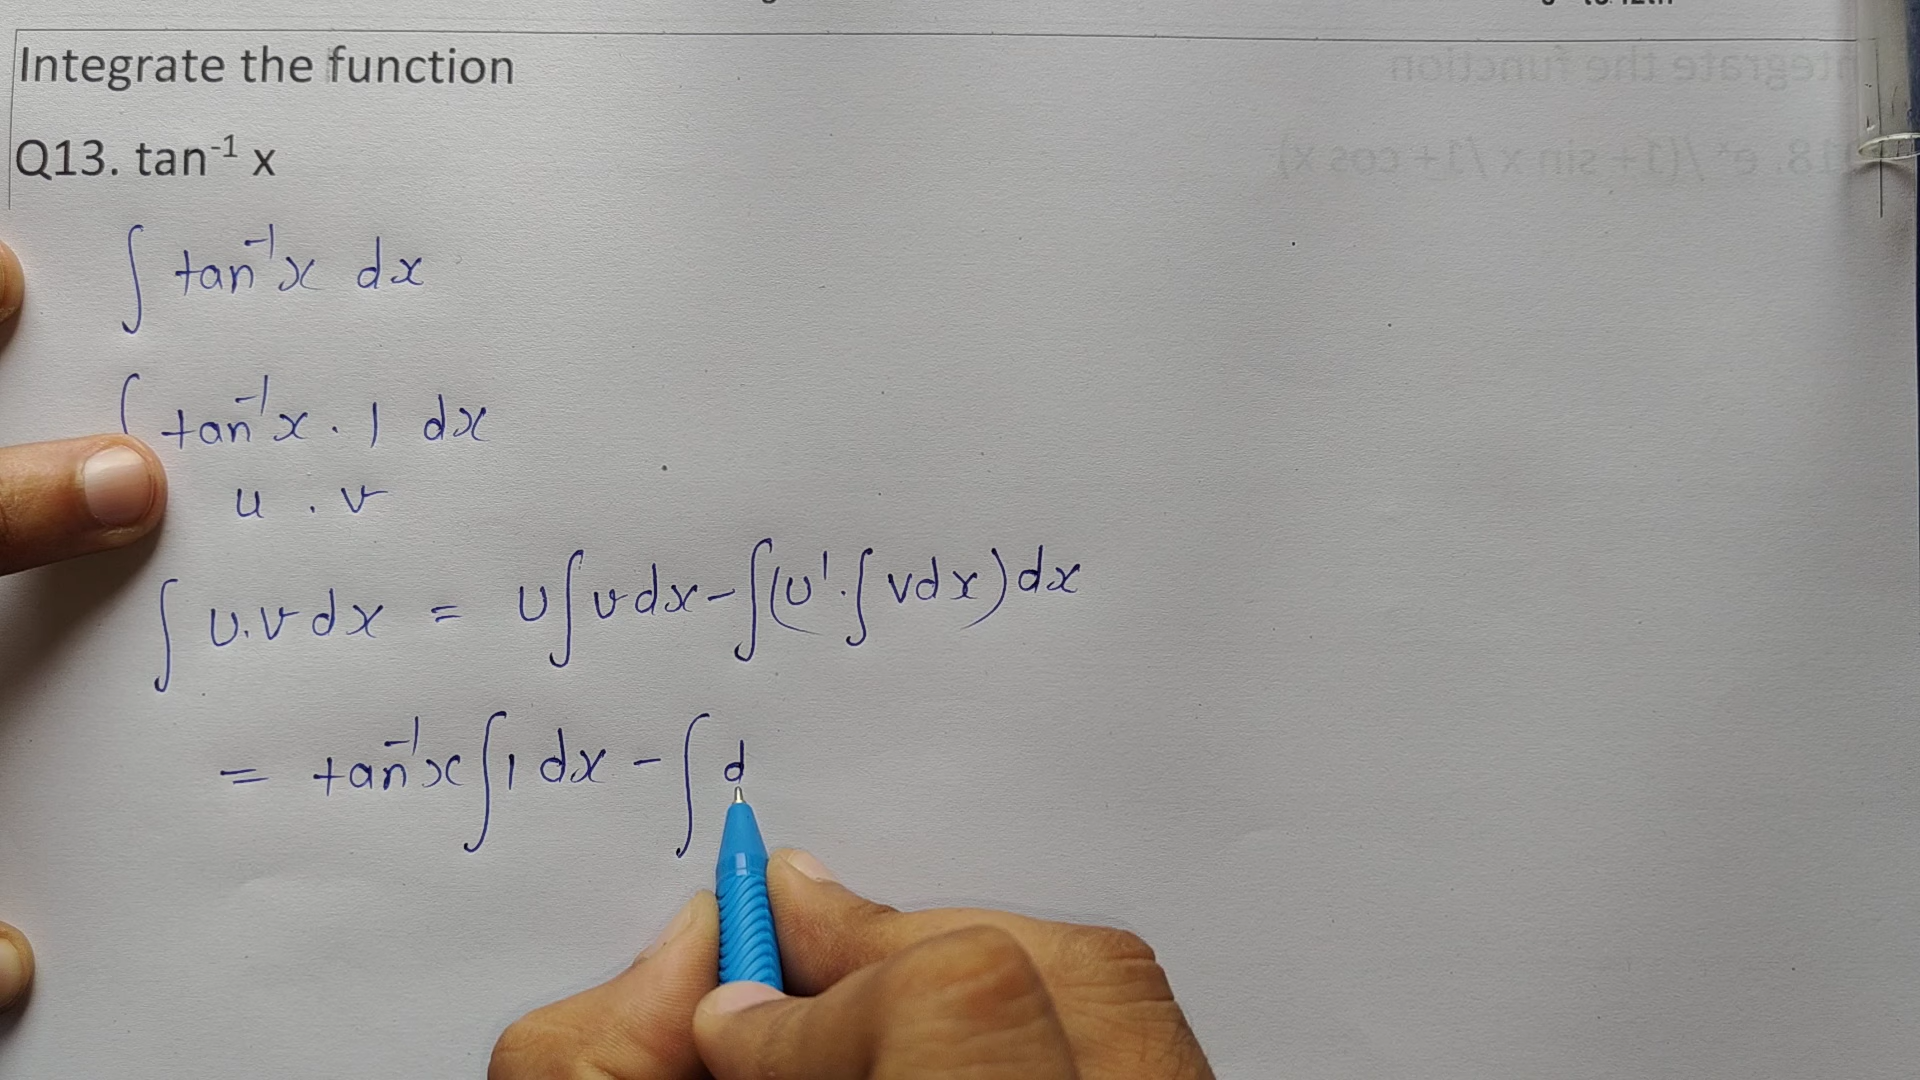 Integrate the function
Q13. tan⁻¹ x
∫ tan⁻¹x dx
∫ tan⁻¹x . 1 dx
u . v
∫ u.v dx = u∫v dx - ∫(u'.∫v dx) dx
= tan⁻¹x ∫1 dx - ∫ d